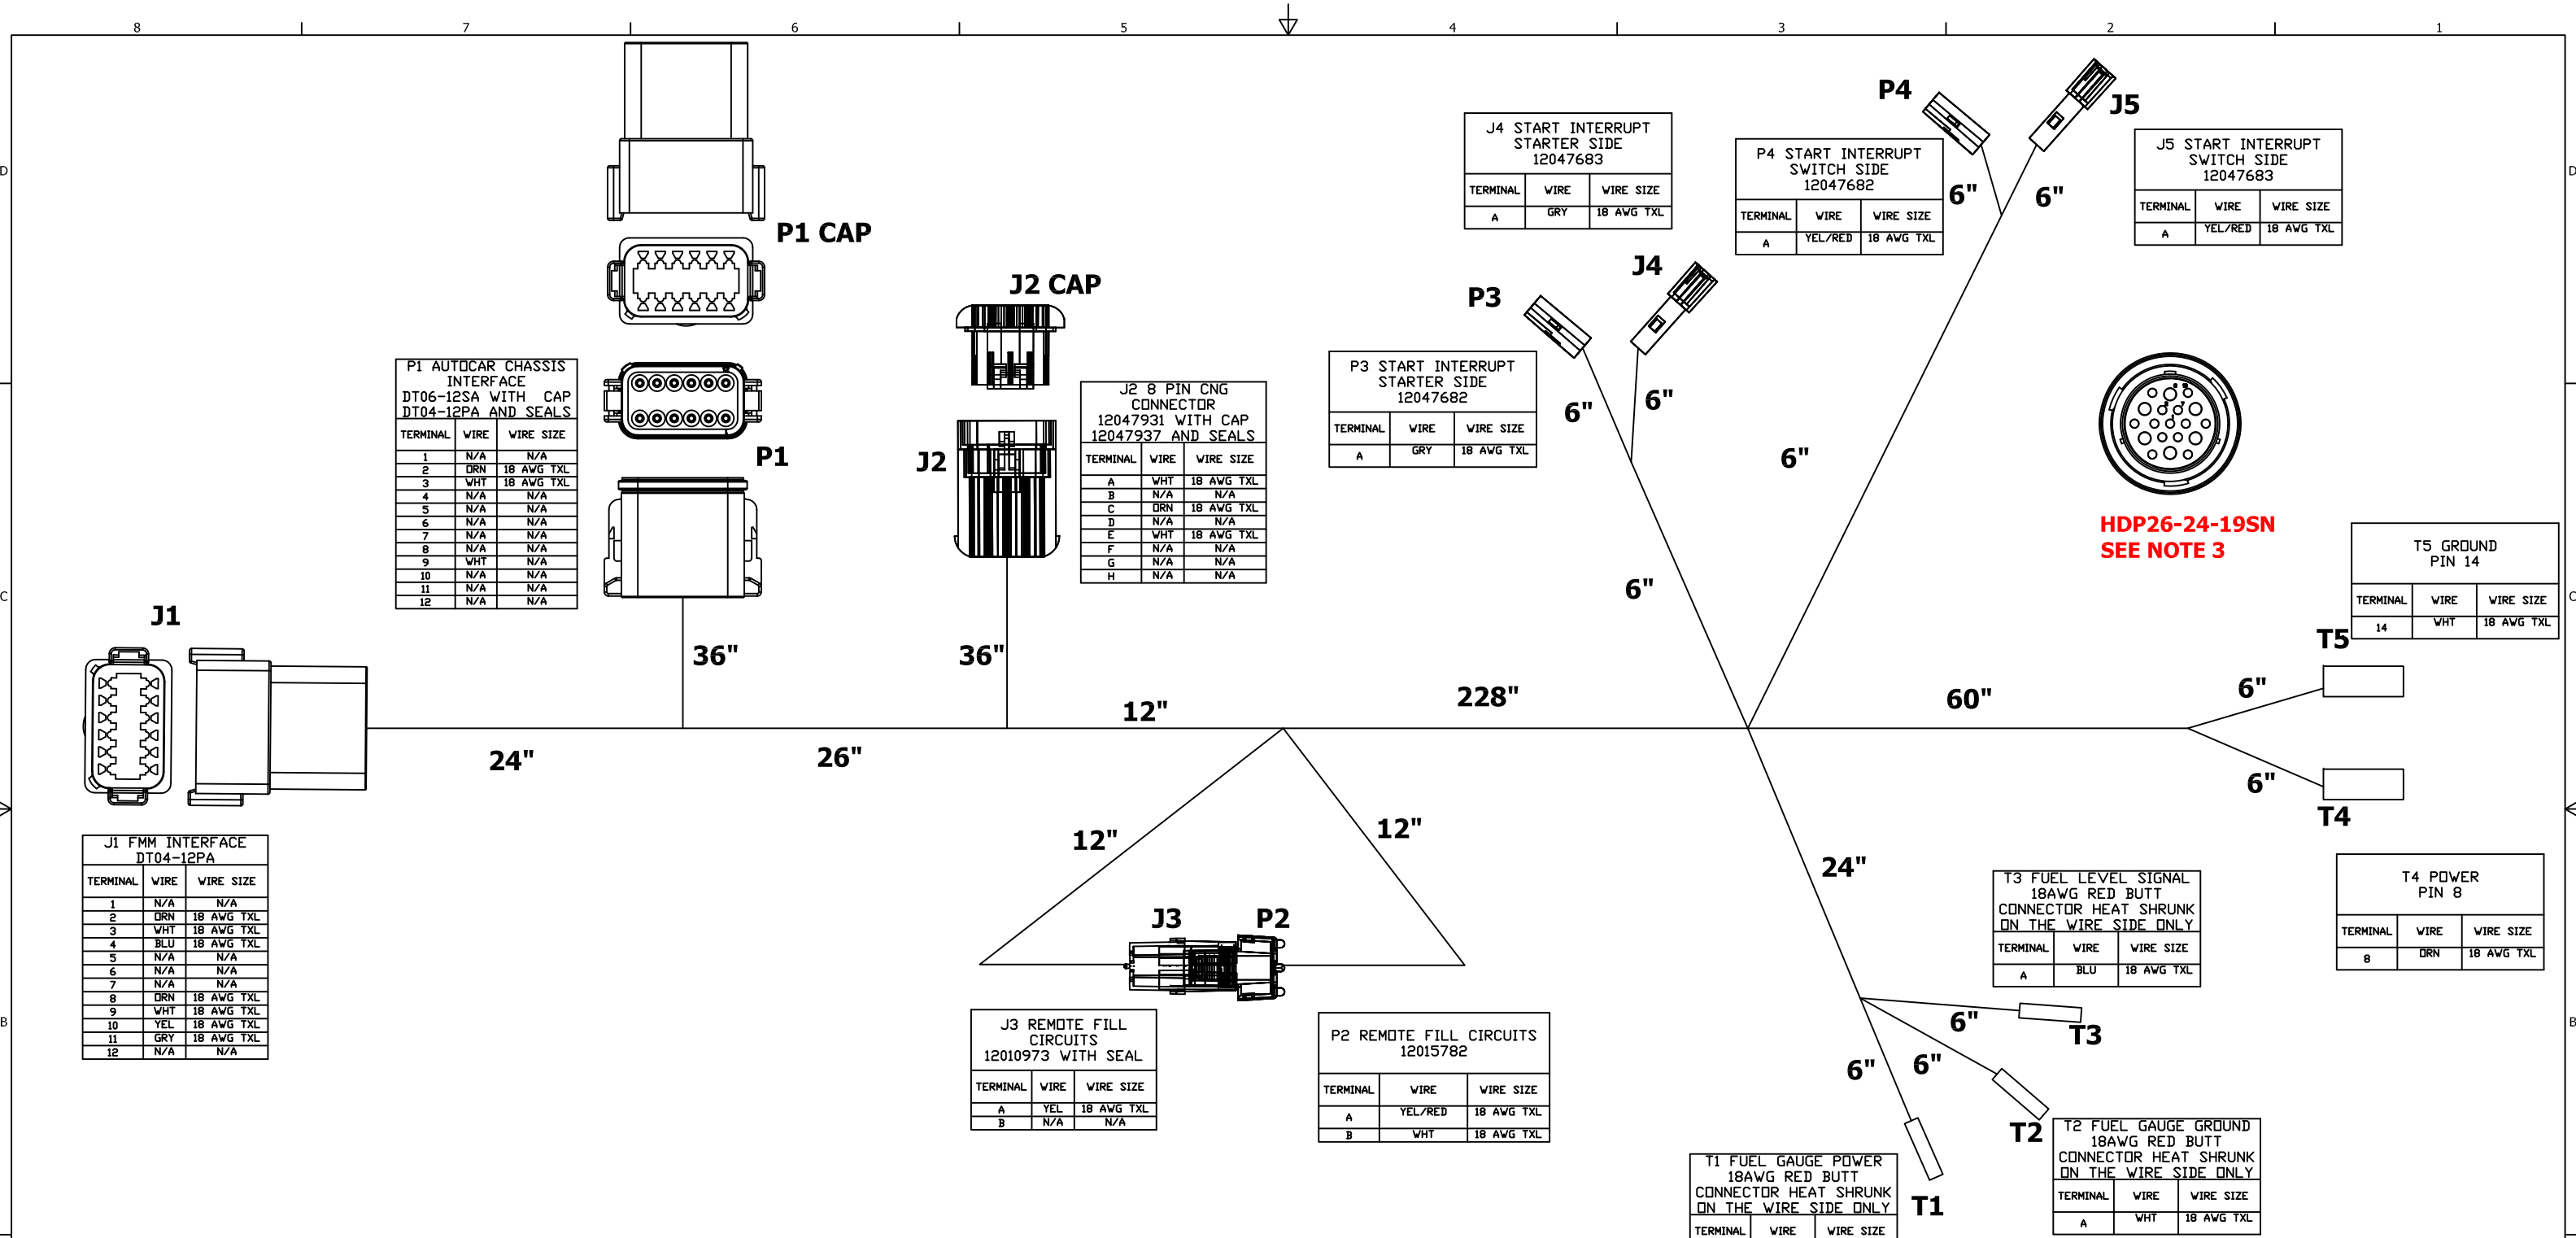 8 7 6 5 4 3 2 1
D
D
C
C
B
B
P1 CAP
P1
P1 AUTOCAR CHASSIS
INTERFACE
DT06-12SA WITH CAP
DT04-12PA AND SEALS
TERMINAL WIRE WIRE SIZE
1 N/A N/A
2 ORN 18 AWG TXL
3 WHT 18 AWG TXL
4 N/A N/A
5 N/A N/A
6 N/A N/A
7 N/A N/A
8 N/A N/A
9 WHT N/A
10 N/A N/A
11 N/A N/A
12 N/A N/A
J2 CAP
J2
J2 8 PIN CNG
CONNECTOR
12047931 WITH CAP
12047937 AND SEALS
TERMINAL WIRE WIRE SIZE
A WHT 18 AWG TXL
B N/A N/A
C ORN 18 AWG TXL
D N/A N/A
E WHT 18 AWG TXL
F N/A N/A
G N/A N/A
H N/A N/A
J4 START INTERRUPT
STARTER SIDE
12047683
TERMINAL WIRE WIRE SIZE
A GRY 18 AWG TXL
P4
J5
P4 START INTERRUPT
SWITCH SIDE
12047682
TERMINAL WIRE WIRE SIZE
A YEL/RED 18 AWG TXL
6"
6"
J5 START INTERRUPT
SWITCH SIDE
12047683
TERMINAL WIRE WIRE SIZE
A YEL/RED 18 AWG TXL
P3
J4
P3 START INTERRUPT
STARTER SIDE
12047682
TERMINAL WIRE WIRE SIZE
A GRY 18 AWG TXL
6"
6"
6"
6"
HDP26-24-19SN
SEE NOTE 3
T5 GROUND
PIN 14
TERMINAL WIRE WIRE SIZE
14 WHT 18 AWG TXL
T5
J1
36"
36"
24"
26"
12"
228"
60"
6"
6"
T4
J1 FMM INTERFACE
DT04-12PA
TERMINAL WIRE WIRE SIZE
1 N/A N/A
2 ORN 18 AWG TXL
3 WHT 18 AWG TXL
4 BLU 18 AWG TXL
5 N/A N/A
6 N/A N/A
7 N/A N/A
8 ORN 18 AWG TXL
9 WHT 18 AWG TXL
10 YEL 18 AWG TXL
11 GRY 18 AWG TXL
12 N/A N/A
12"
12"
J3
P2
J3 REMOTE FILL
CIRCUITS
12010973 WITH SEAL
TERMINAL WIRE WIRE SIZE
A YEL 18 AWG TXL
B N/A N/A
P2 REMOTE FILL CIRCUITS
12015782
TERMINAL WIRE WIRE SIZE
A YEL/RED 18 AWG TXL
B WHT 18 AWG TXL
24"
T3 FUEL LEVEL SIGNAL
18AWG RED BUTT
CONNECTOR HEAT SHRUNK
ON THE WIRE SIDE ONLY
TERMINAL WIRE WIRE SIZE
A BLU 18 AWG TXL
T4 POWER
PIN 8
TERMINAL WIRE WIRE SIZE
8 ORN 18 AWG TXL
6"
T3
6"
6"
T2
T2 FUEL GAUGE GROUND
18AWG RED BUTT
CONNECTOR HEAT SHRUNK
ON THE WIRE SIDE ONLY
TERMINAL WIRE WIRE SIZE
A WHT 18 AWG TXL
T1 FUEL GAUGE POWER
18AWG RED BUTT
CONNECTOR HEAT SHRUNK
ON THE WIRE SIDE ONLY
TERMINAL WIRE WIRE SIZE
T1